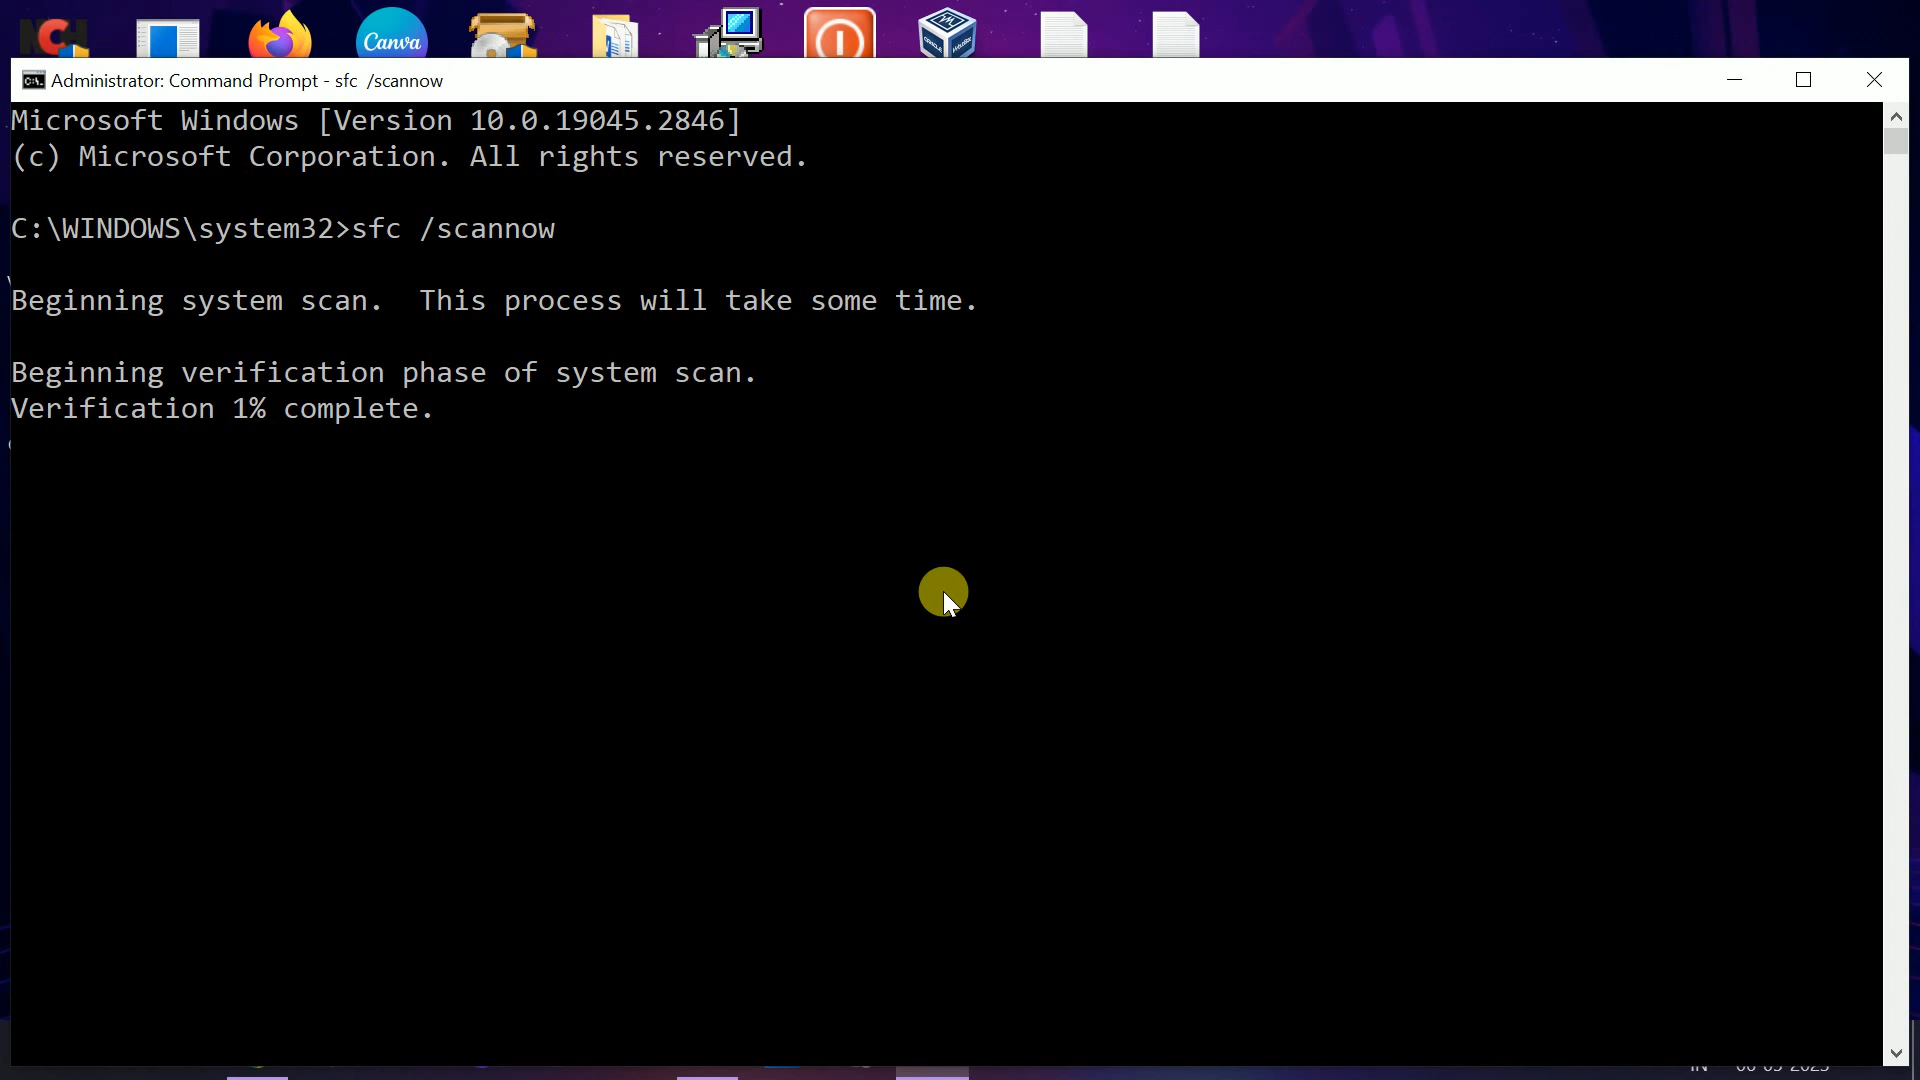 NCH
Canva
Administrator: Command Prompt - sfc  /scannow
Microsoft Windows [Version 10.0.19045.2846]
(c) Microsoft Corporation. All rights reserved.
C:\WINDOWS\system32>sfc /scannow
Beginning system scan.  This process will take some time.
Beginning verification phase of system scan.
Verification 1% complete.